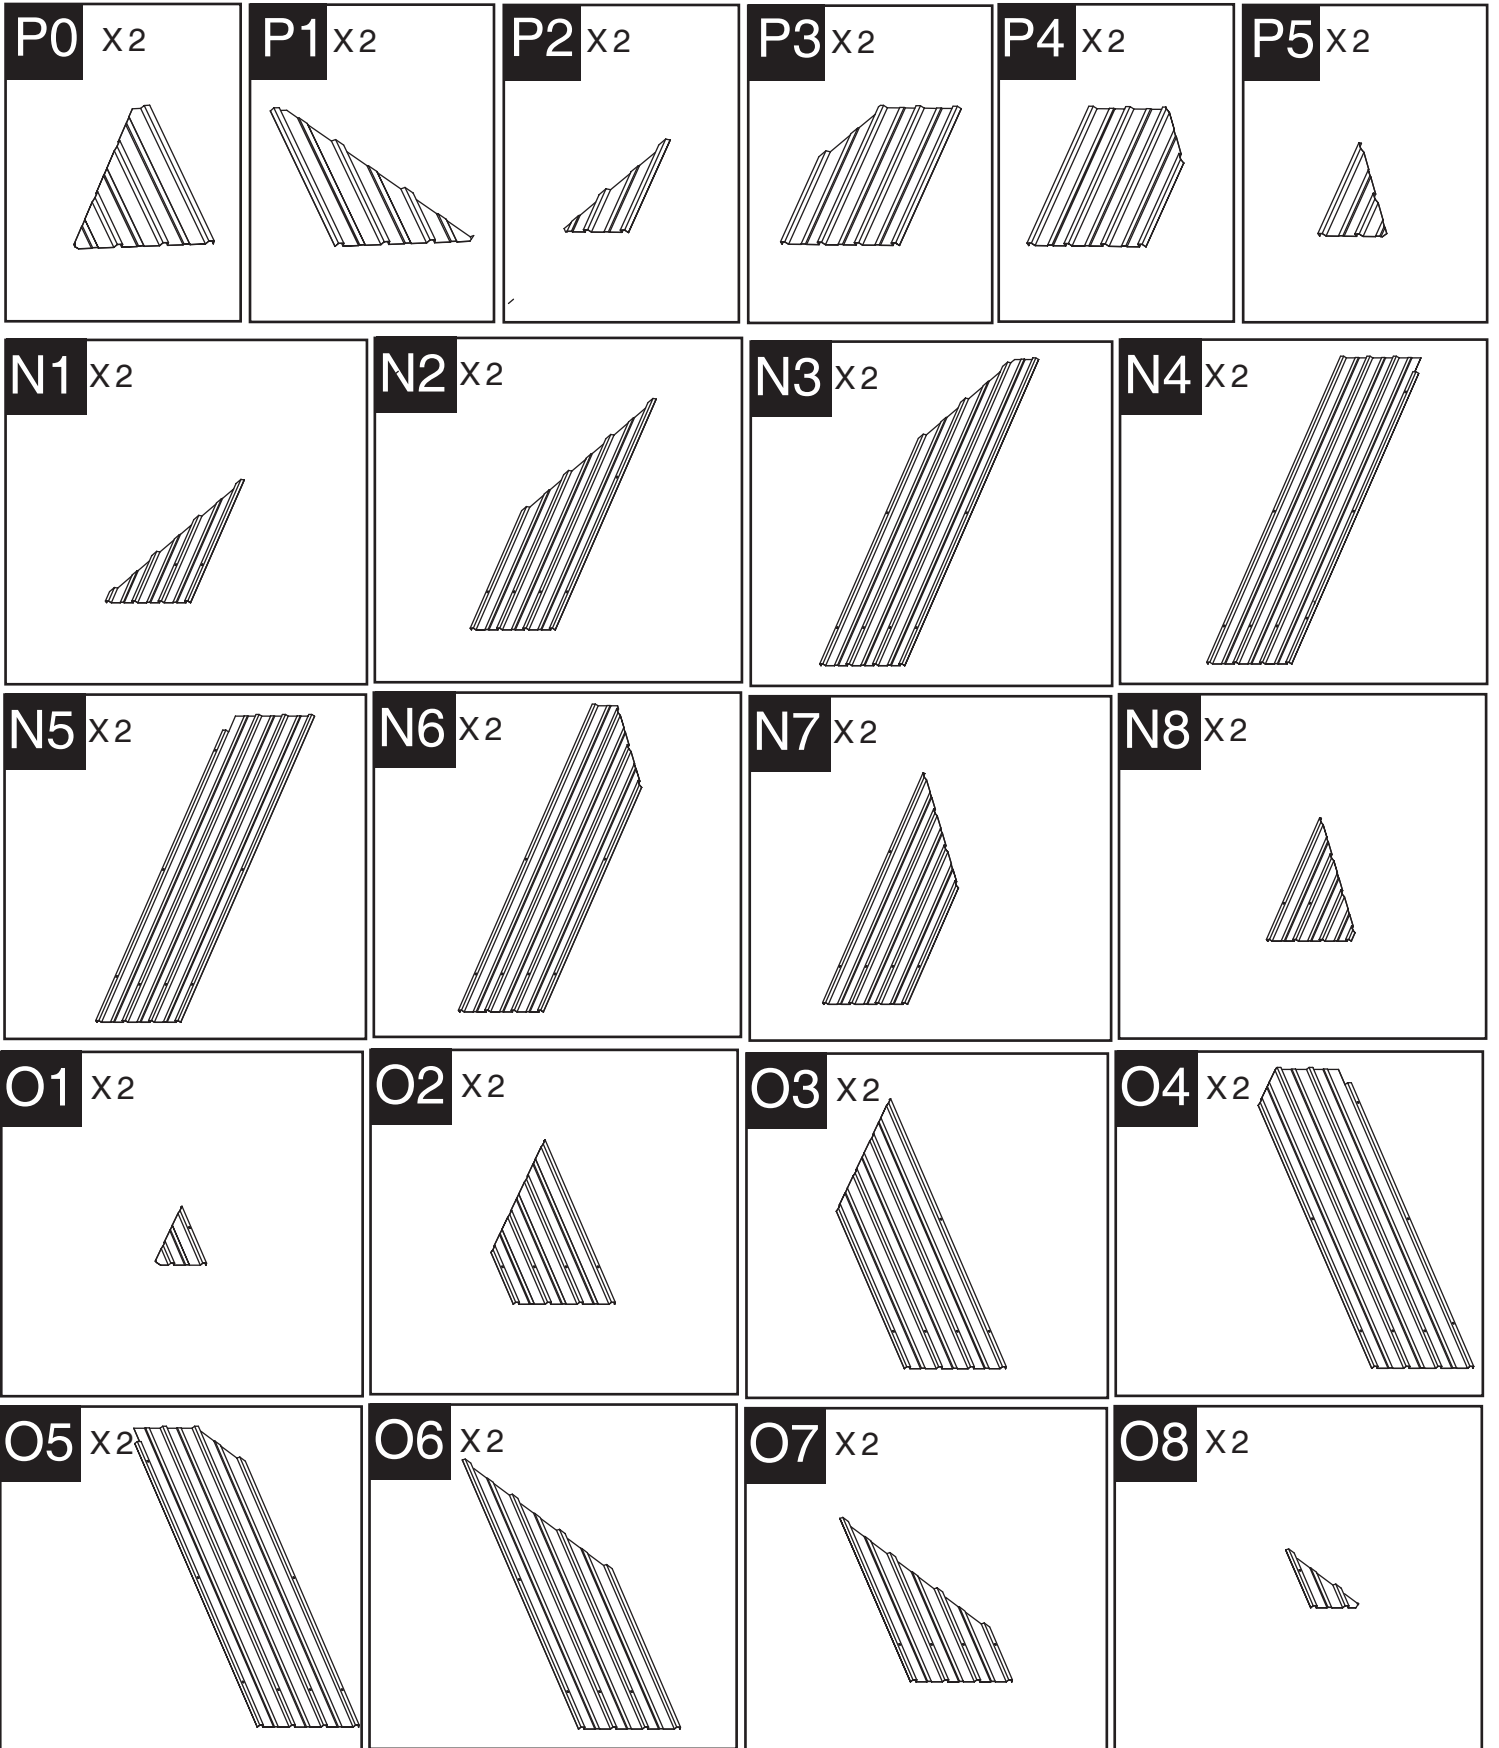 P0 X2 P1 X2 P2 X2 P3 X2 P4 X2 P5 X2
N1 X2 N2 X2 N3 X2 N4 X2
N5 X2 N6 X2 N7 X2 N8 X2
O1 X2 O2 X2 O3 X2 O4 X2
O5 X2 O6 X2 O7 X2 O8 X2